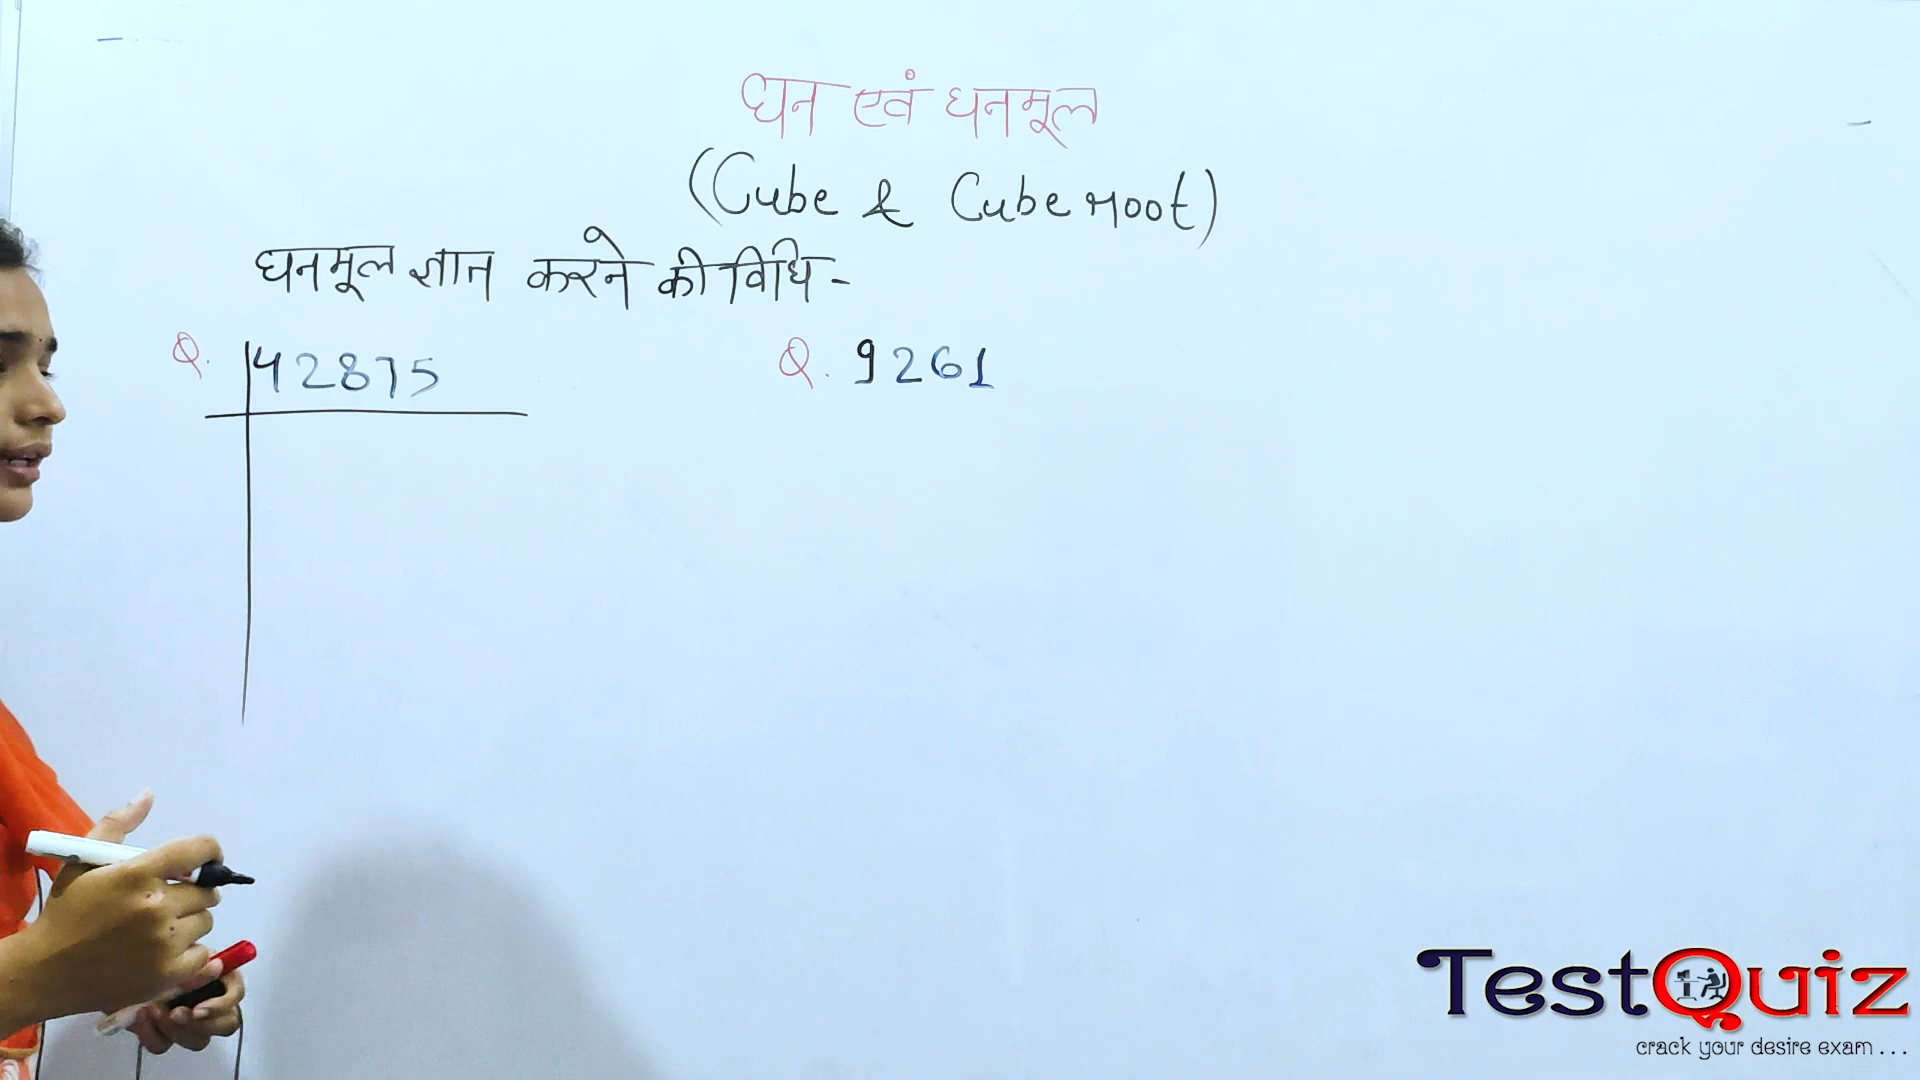 घन एवं घनमूल
(Cube & Cube root)
घनमूल ज्ञात करने की विधि -
Q. 42875
Q. 9261
TestQuiz
crack your desire exam ...